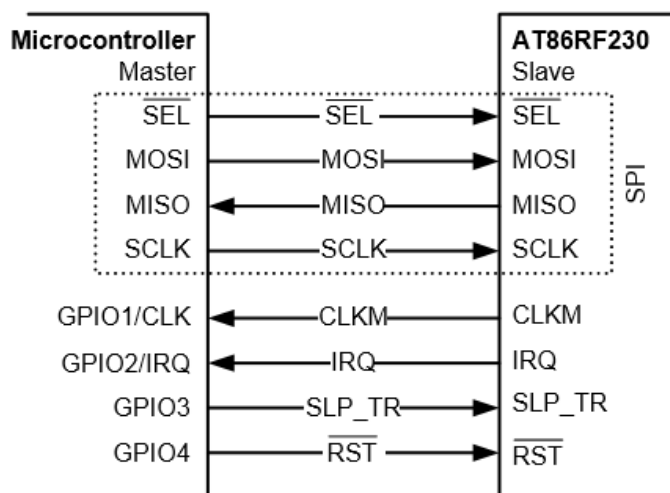 Microcontroller AT86RF230
Master Slave
SEL SEL SEL
MOSI MOSI MOSI
MISO MISO MISO
SCLK SCLK SCLK
SPI
GPIO1/CLK CLKM CLKM
GPIO2/IRQ IRQ IRQ
GPIO3 SLP_TR SLP_TR
GPIO4 RST RST